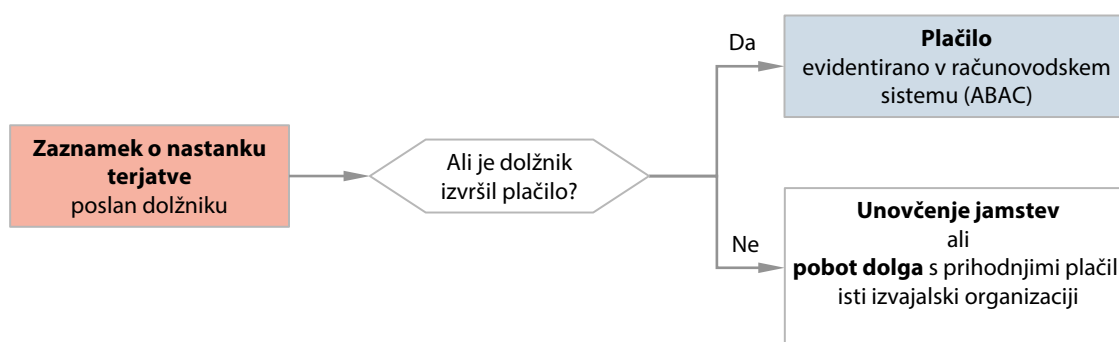 Zaznamek o nastanku
terjatve
poslan dolžniku
Ali je dolžnik
izvršil plačilo?
Da
Plačilo
evidentirano v računovodskem
sistemu (ABAC)
Ne
Unovčenje jamstev
ali
pobot dolga s prihodnjimi plačil
isti izvajalski organizaciji